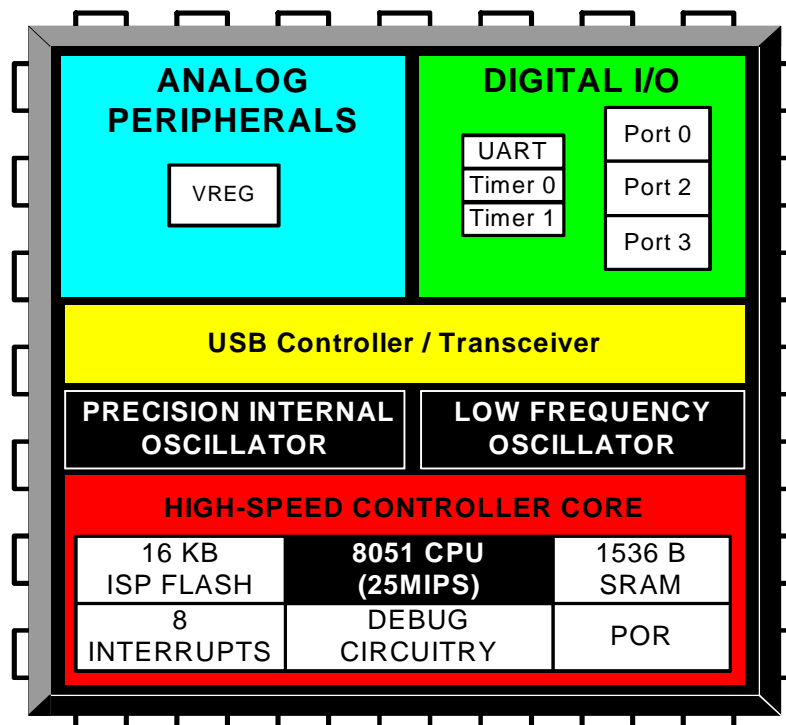 ANALOG
PERIPHERALS
VREG
DIGITAL I/O
UART
Timer 0
Timer 1
Port 0
Port 2
Port 3
USB Controller / Transceiver
PRECISION INTERNAL
OSCILLATOR
LOW FREQUENCY
OSCILLATOR
HIGH-SPEED CONTROLLER CORE
16 KB
ISP FLASH
8051 CPU
(25MIPS)
1536 B
SRAM
8
INTERRUPTS
DEBUG
CIRCUITRY
POR